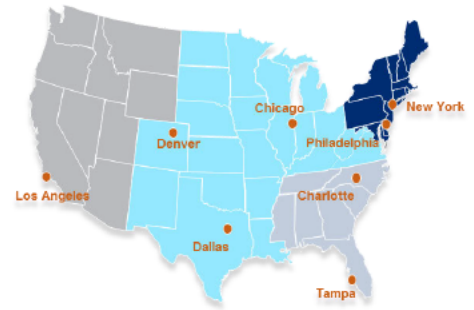 Chicago
New York
Denver
Philadelphia
Los Angeles
Charlotte
Dallas
Tampa